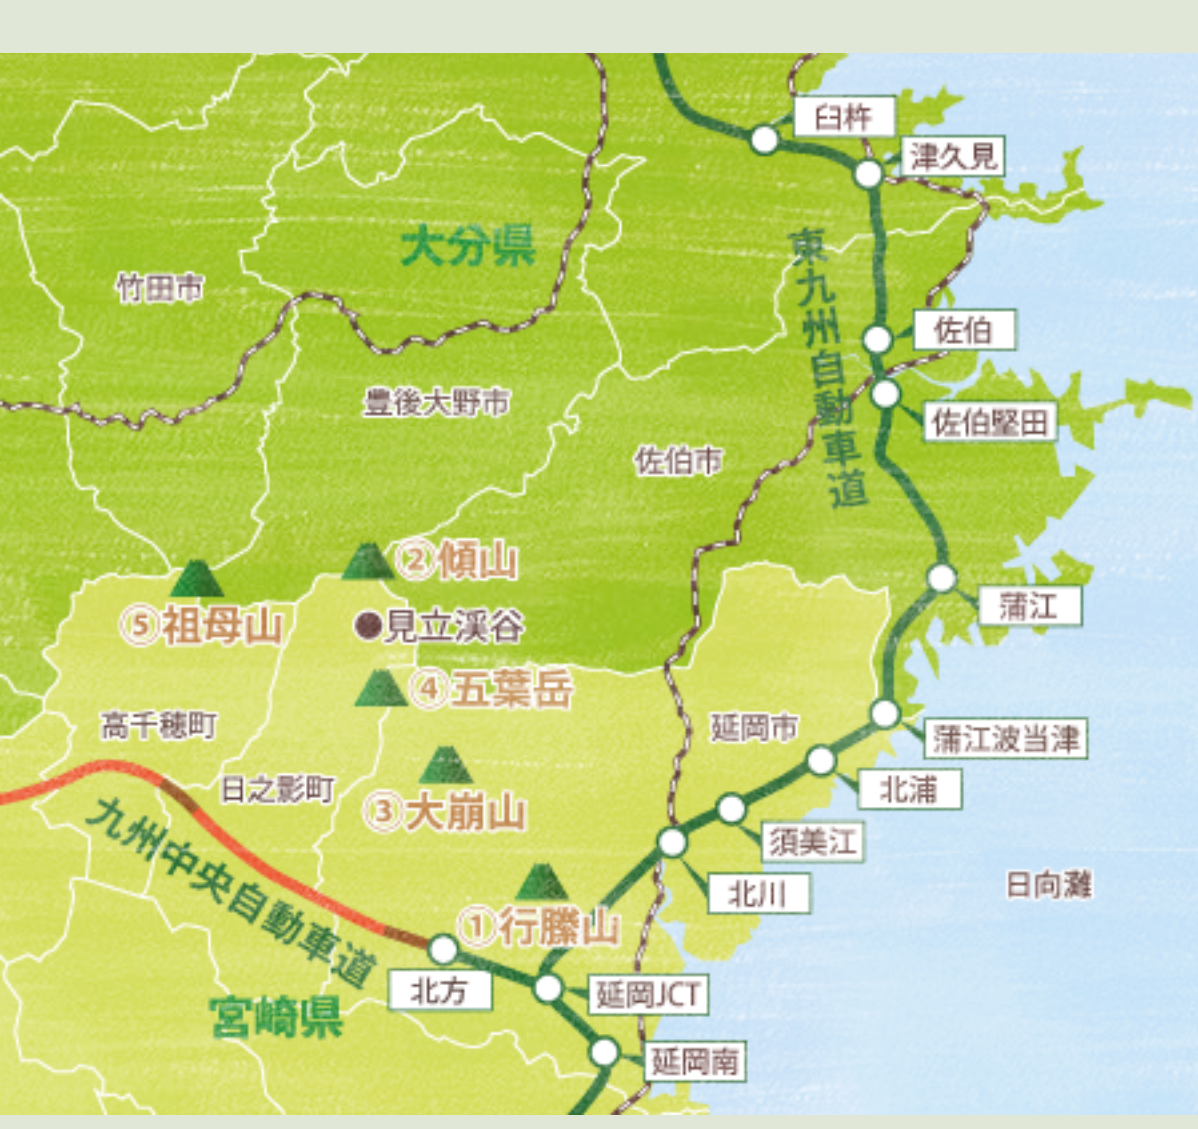 臼杵
津久見
大分県
東九州自動車道
竹田市
佐伯
豊後大野市
佐伯堅田
佐伯市
②傾山
蒲江
⑤祖母山
見立渓谷
④五葉岳
高千穂町
延岡市
蒲江波当津
日之影町
北浦
③大崩山
須美江
九州中央自動車道
北川
日向灘
①行縢山
北方
延岡JCT
宮崎県
延岡南